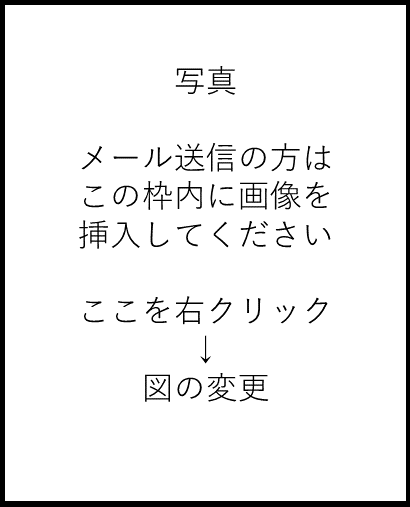 写真
メール送信の方は
この枠内に画像を
挿入してください
ここを右クリック
↓
図の変更